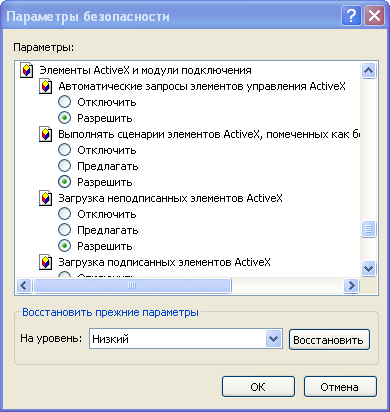 Параметры безопасности
Параметры:
Элементы ActiveX и модули подключения
Автоматические запросы элементов управления ActiveX
Отключить
Разрешить
Выполнять сценарии элементов ActiveX, помеченных как бе
Отключить
Предлагать
Разрешить
Загрузка неподписанных элементов ActiveX
Отключить
Предлагать
Разрешить
Загрузка подписанных элементов ActiveX
Отключить
Восстановить прежние параметры
На уровень: Низкий Восстановить
OK Отмена